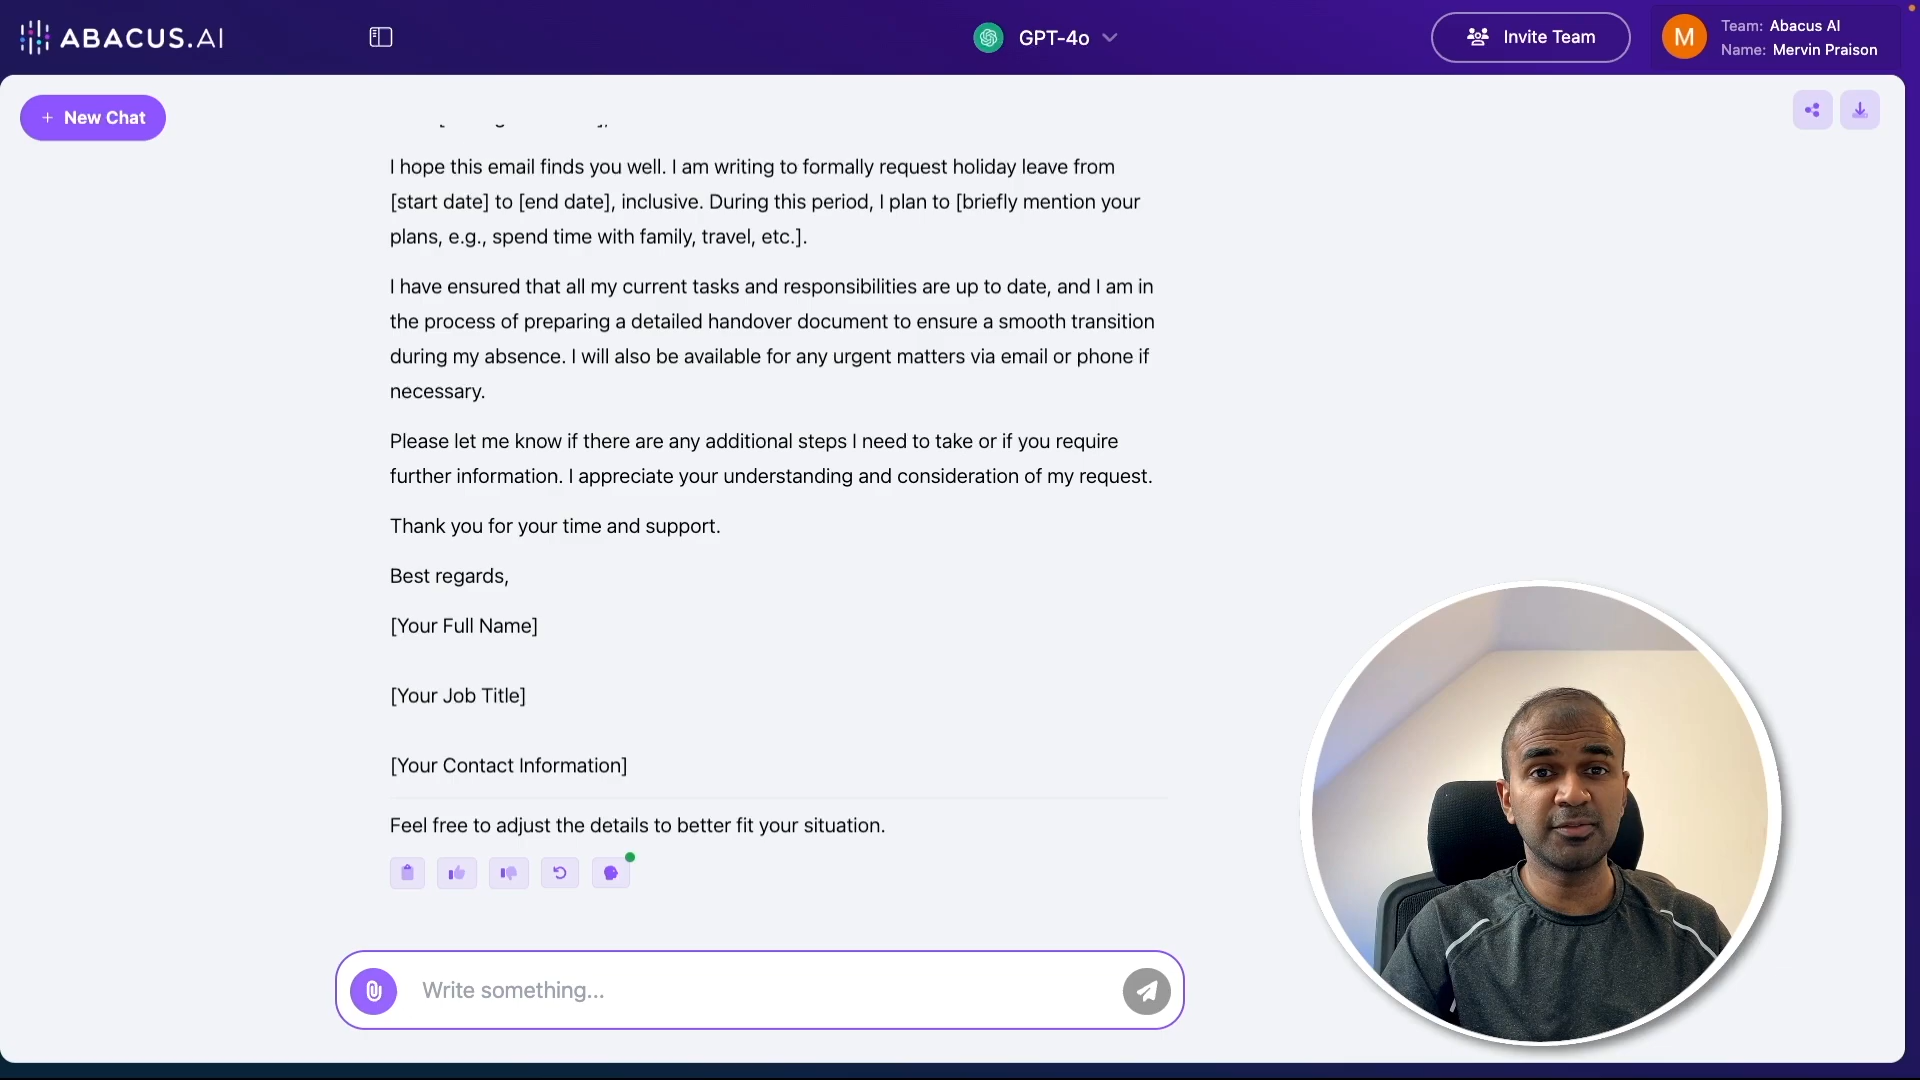 ABACUS.AI
GPT-4o
Invite Team
M
Team: Abacus AI
Name: Mervin Praison
+ New Chat
I hope this email finds you well. I am writing to formally request holiday leave from
[start date] to [end date], inclusive. During this period, I plan to [briefly mention your
plans, e.g., spend time with family, travel, etc.].
I have ensured that all my current tasks and responsibilities are up to date, and I am in
the process of preparing a detailed handover document to ensure a smooth transition
during my absence. I will also be available for any urgent matters via email or phone if
necessary.
Please let me know if there are any additional steps I need to take or if you require
further information. I appreciate your understanding and consideration of my request.
Thank you for your time and support.
Best regards,
[Your Full Name]
[Your Job Title]
[Your Contact Information]
Feel free to adjust the details to better fit your situation.
Write something...